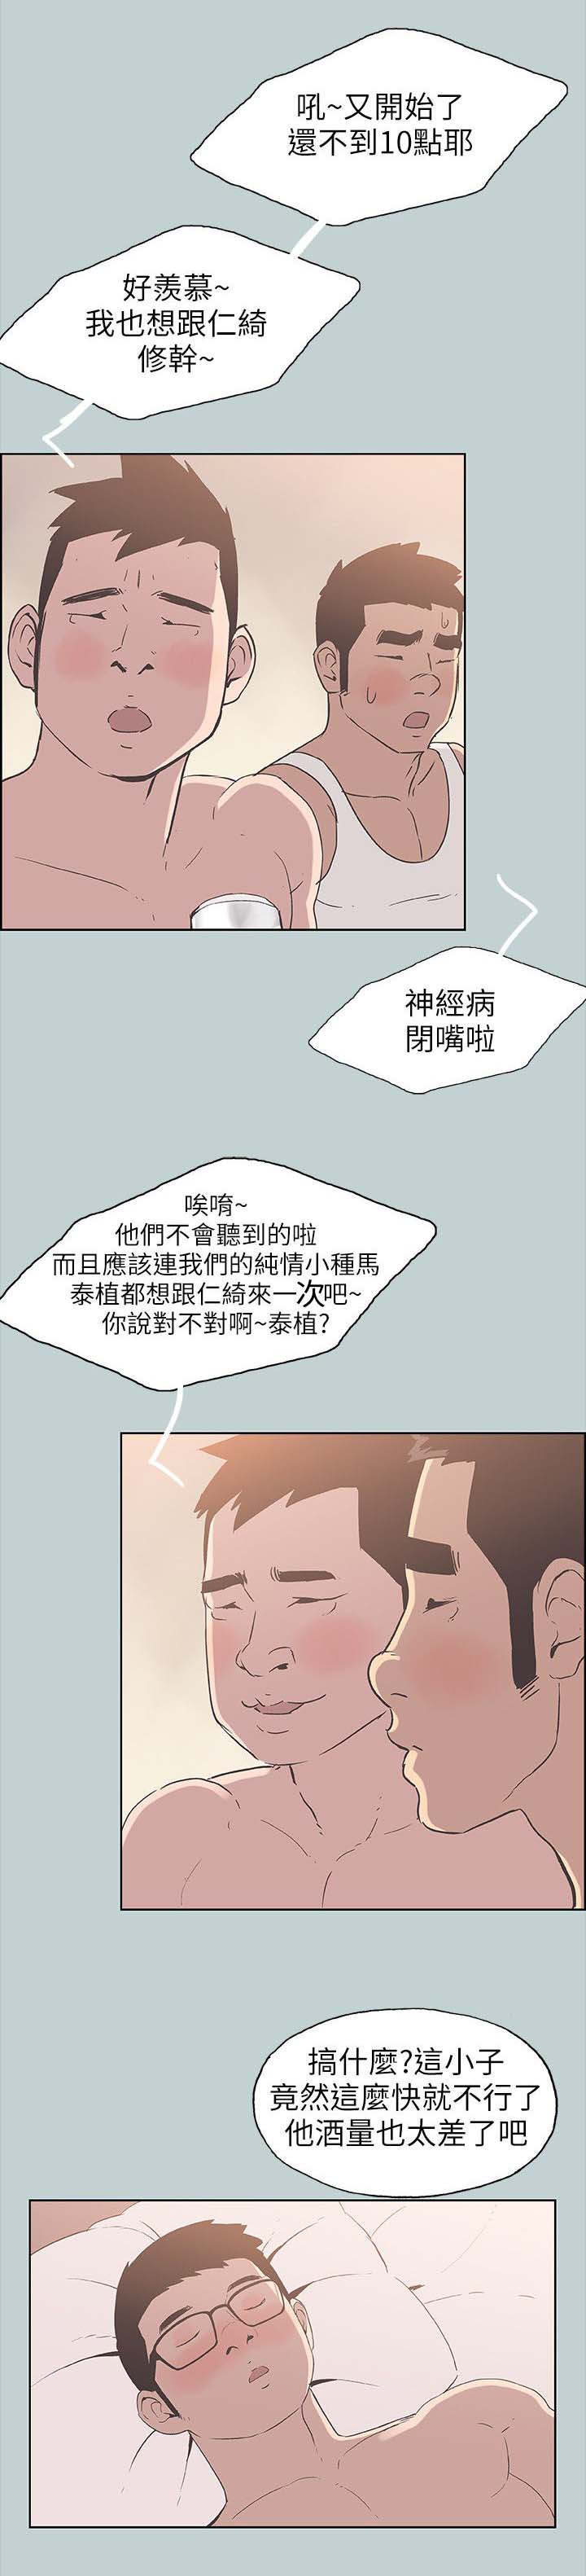 吼~又開始了
還不到10點耶
好羨慕~
我也想跟仁綺
修幹~
神經病
閉嘴啦
唉唷~
他們不會聽到的啦
而且應該連我們的純情小種馬
泰植都想跟仁綺來一次吧~
你說對不對啊~泰植?
搞什麼?這小子
竟然這麼快就不行了
他酒量也太差了吧